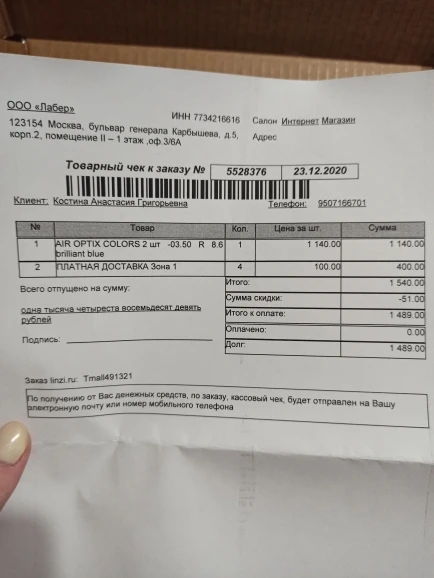 ООО «Лабер»
ИНН 7734216616 Салон Интернет Магазин
123154 Москва, бульвар генерала Карбышева, д.5, Адрес
корп.2, помещение II – 1 этаж ,оф.3/6А
Товарный чек к заказу № 5528376 23.12.2020
Клиент: Костина Анастасия Григорьевна Телефон: 9507166701
№ Товар Кол. Цена за шт. Сумма
1 AIR OPTIX COLORS 2 шт -03.50 R 8.6 1 1 140.00 1 140.00
brilliant blue
2 ПЛАТНАЯ ДОСТАВКА Зона 1 4 100.00 400.00
Всего отпущено на сумму: Итого: 1 540.00
Сумма скидки: -51.00
одна тысяча четыреста восемьдесят девять Итого к оплате: 1 489.00
рублей Оплачено: 0.00
Подпись: Долг: 1 489.00
Заказ linzi.ru: Tmall491321
По получению от Вас денежных средств, по заказу, кассовый чек, будет отправлен на Вашу
электронную почту или номер мобильного телефона